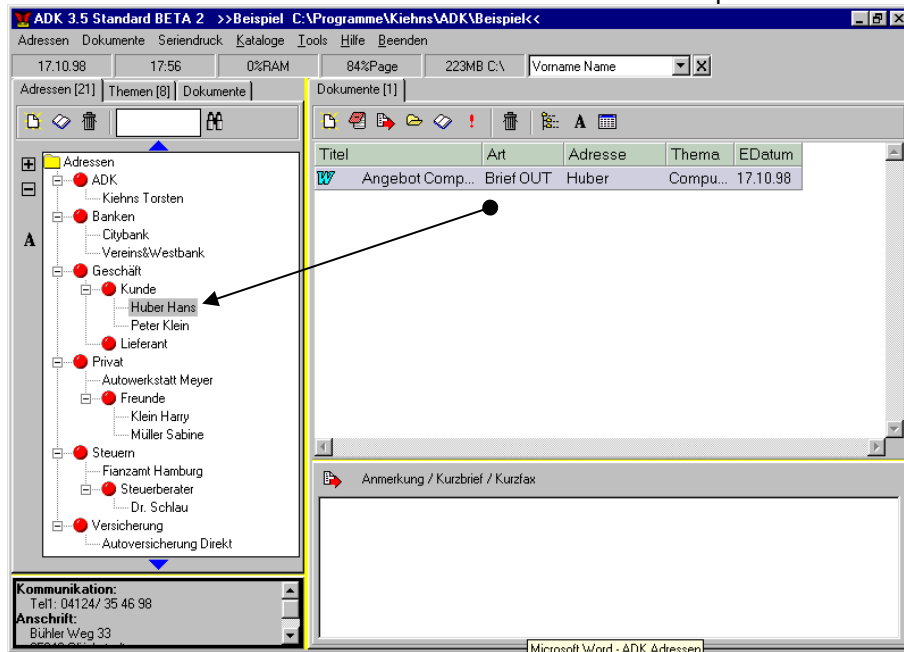 ADK 3.5 Standard BETA 2 >>Beispiel C:\Programme\Kiehns\ADK\Beispiel<<
Adressen Dokumente Seriendruck Kataloge Tools Hilfe Beenden
17.10.98 17:56 0%RAM 84%Page 223MB C:\ Vorname Name
Adressen [21] Themen [8] Dokumente
Dokumente [1]
A
Titel Art Adresse Thema EDatum
W Angebot Comp... Brief OUT Huber Compu... 17.10.98
A
Adressen
ADK
Kiehns Torsten
Banken
Citybank
Vereins&Westbank
Geschäft
Kunde
Huber Hans
Peter Klein
Lieferant
Privat
Autowerkstatt Meyer
Freunde
Klein Harry
Müller Sabine
Steuern
Fianzamt Hamburg
Steuerberater
Dr. Schlau
Versicherung
Autoversicherung Direkt
Anmerkung / Kurzbrief / Kurzfax
Kommunikation:
Tel1: 04124/ 35 46 98
Anschrift:
Bühler Weg 33
Microsoft Word - ADK Adressen